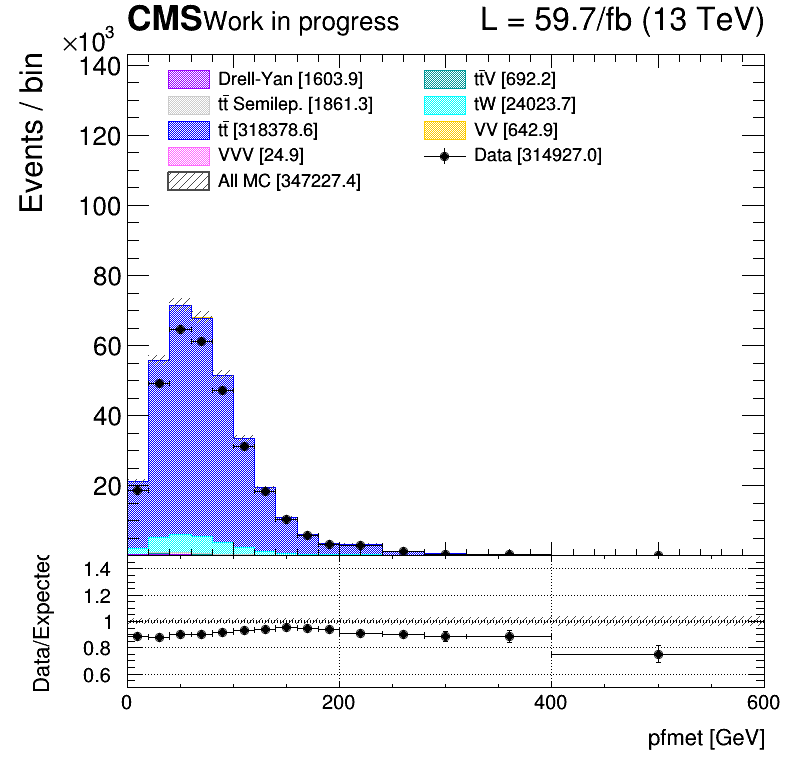 CMS Work in progress L = 59.7/fb (13 TeV)
×10³
Events / bin
140
120
100
80
60
40
20
Drell-Yan [1603.9]
tt̄ Semilep. [1861.3]
tt̄ [318378.6]
VVV [24.9]
All MC [347227.4]
tt̄V [692.2]
tW [24023.7]
VV [642.9]
Data [314927.0]
Data/Expected
1.4
1.2
1
0.8
0.6
0 200 400 600
pfmet [GeV]